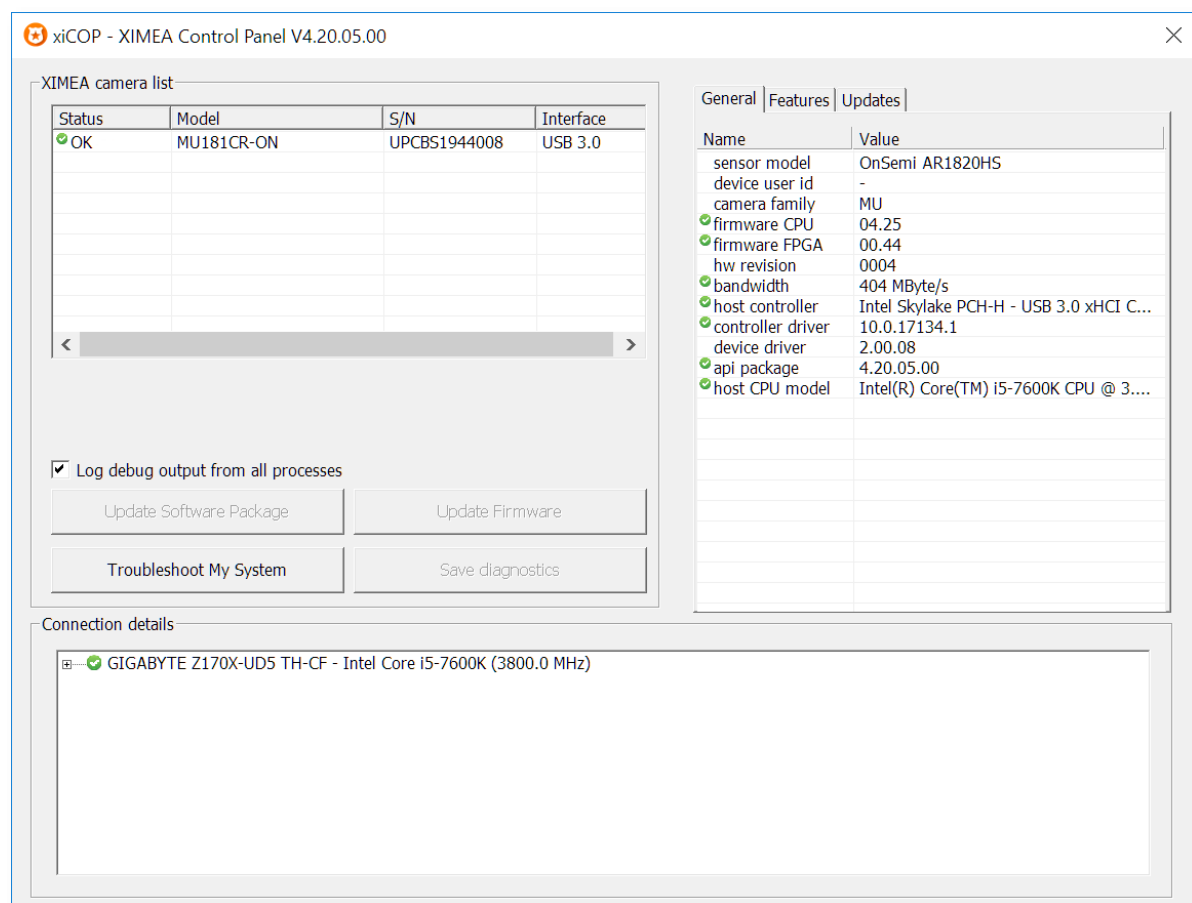 xiCOP - XIMEA Control Panel V4.20.05.00
XIMEA camera list
Status Model S/N Interface
OK MU181CR-ON UPCBS1944008 USB 3.0
Log debug output from all processes
Update Software Package Update Firmware
Troubleshoot My System Save diagnostics
General Features Updates
Name Value
sensor model OnSemi AR1820HS
device user id -
camera family MU
firmware CPU 04.25
firmware FPGA 00.44
hw revision 0004
bandwidth 404 MByte/s
host controller Intel Skylake PCH-H - USB 3.0 xHCI C...
controller driver 10.0.17134.1
device driver 2.00.08
api package 4.20.05.00
host CPU model Intel(R) Core(TM) i5-7600K CPU @ 3....
Connection details
GIGABYTE Z170X-UD5 TH-CF - Intel Core i5-7600K (3800.0 MHz)